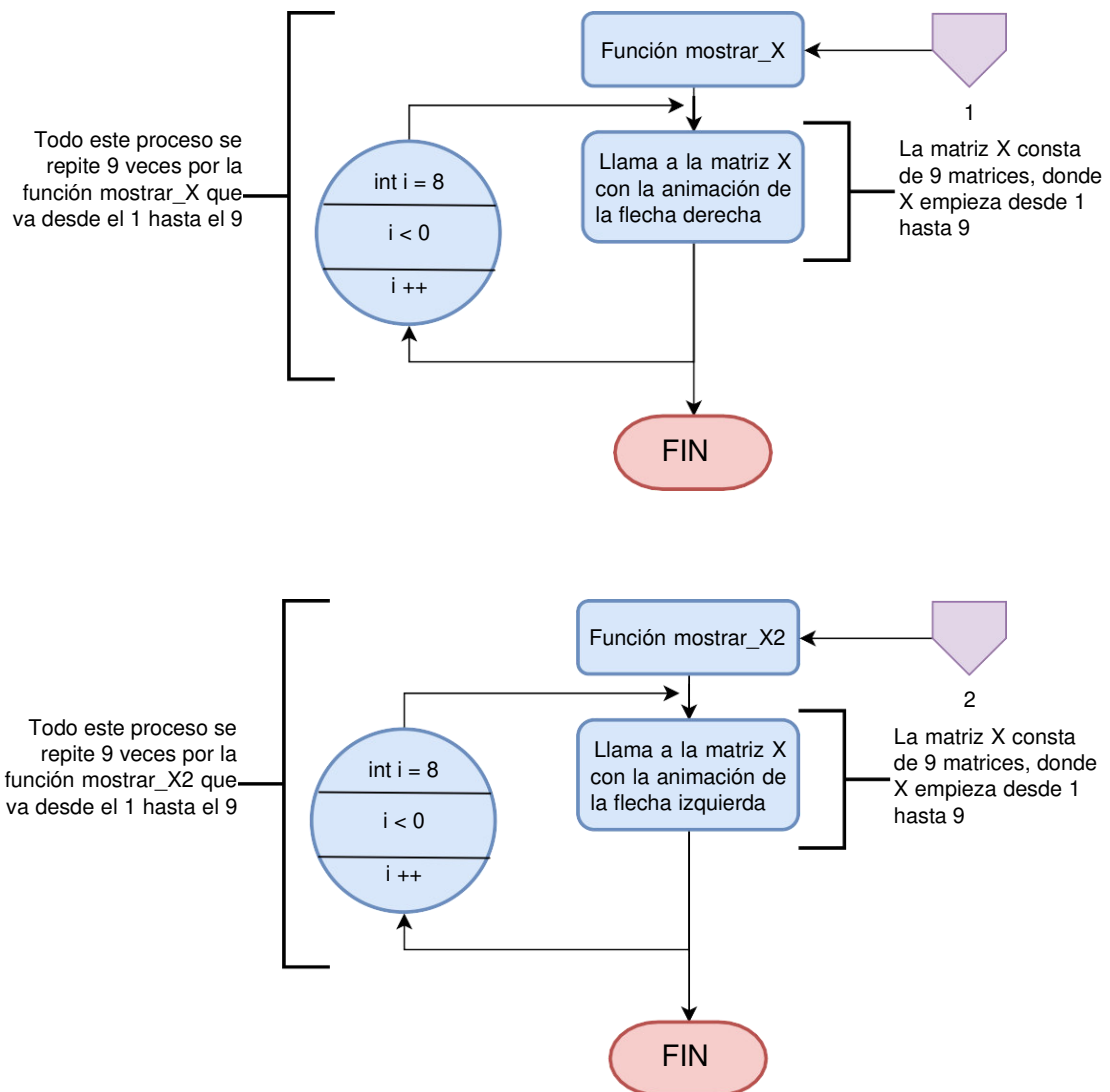 Función mostrar_X
1
Todo este proceso se
repite 9 veces por la
función mostrar_X que
va desde el 1 hasta el 9
int i = 8
i < 0
i ++
Llama a la matriz X
con la animación de
la flecha derecha
La matriz X consta
de 9 matrices, donde
X empieza desde 1
hasta 9
FIN
Función mostrar_X2
2
Todo este proceso se
repite 9 veces por la
función mostrar_X2 que
va desde el 1 hasta el 9
int i = 8
i < 0
i ++
Llama a la matriz X
con la animación de
la flecha izquierda
La matriz X consta
de 9 matrices, donde
X empieza desde 1
hasta 9
FIN